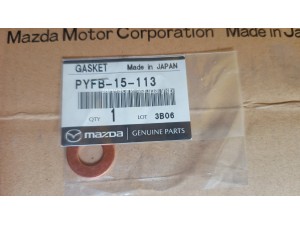 Mazda Motor Corporation
Made in Ja
GASKET Made in JAPAN
PYFB-15-113
QTY 1 LOT 3B06
mazda GENUINE PARTS